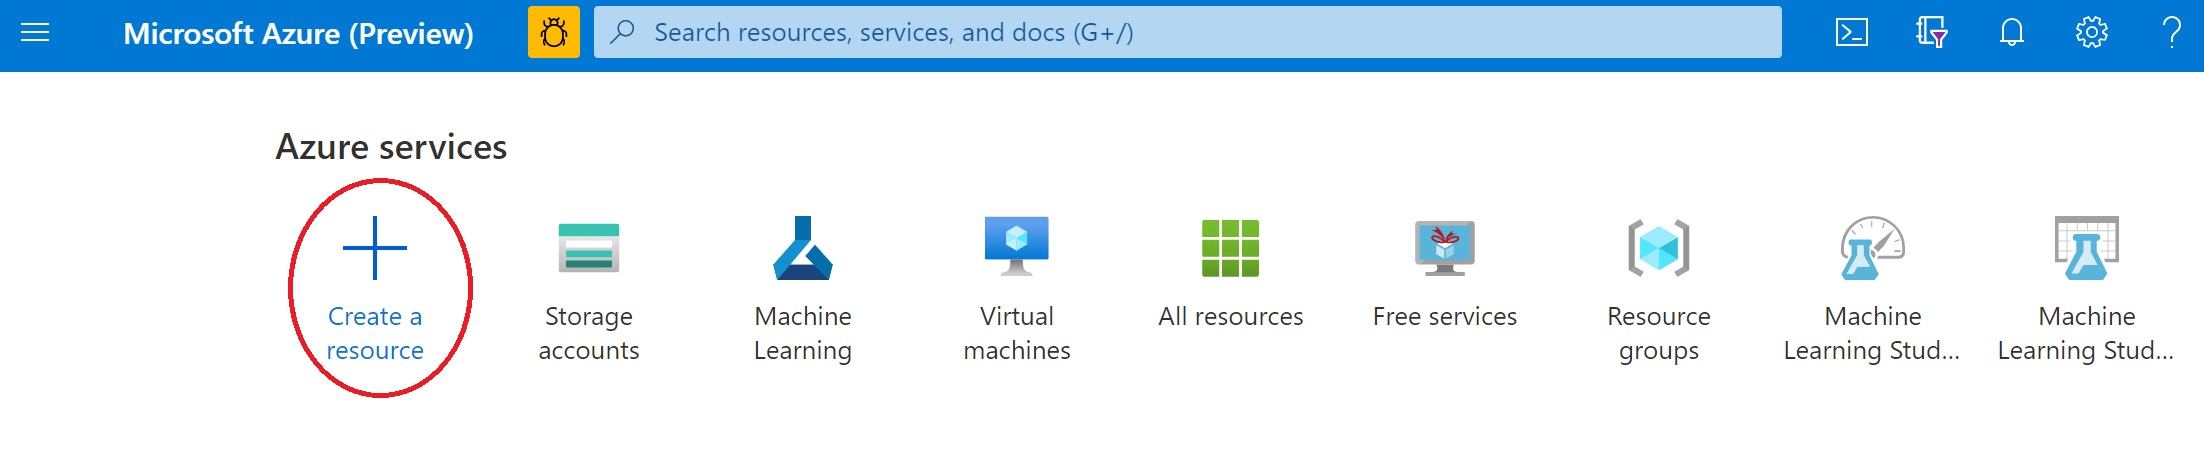 Microsoft Azure (Preview)
Search resources, services, and docs (G+/)
Azure services
Create a
resource
Storage
accounts
Machine
Learning
Virtual
machines
All resources
Free services
Resource
groups
Machine
Learning Stud...
Machine
Learning Stud...